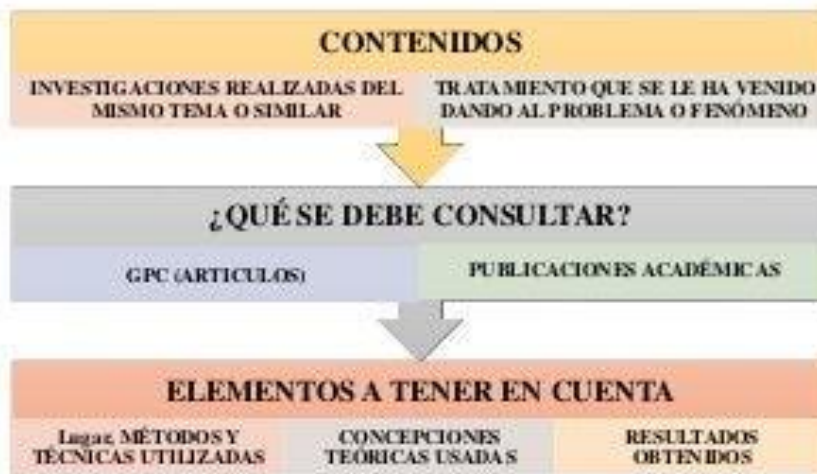 CONTENIDOS
INVESTIGACIONES REALIZADAS DEL
MISMO TEMA O SIMILAR
TRATAMIENTO QUE SE LE HA VENIDO
DANDO AL PROBLEMA O FENÓMENO
¿QUÉ SE DEBE CONSULTAR?
GPC (ARTICULOS)
PUBLICACIONES ACADÉMICAS
ELEMENTOS A TENER EN CUENTA
Lugar, MÉTODOS Y
TÉCNICAS UTILIZADAS
CONCEPCIONES
TEÓRICAS USADAS
RESULTADOS
OBTENIDOS